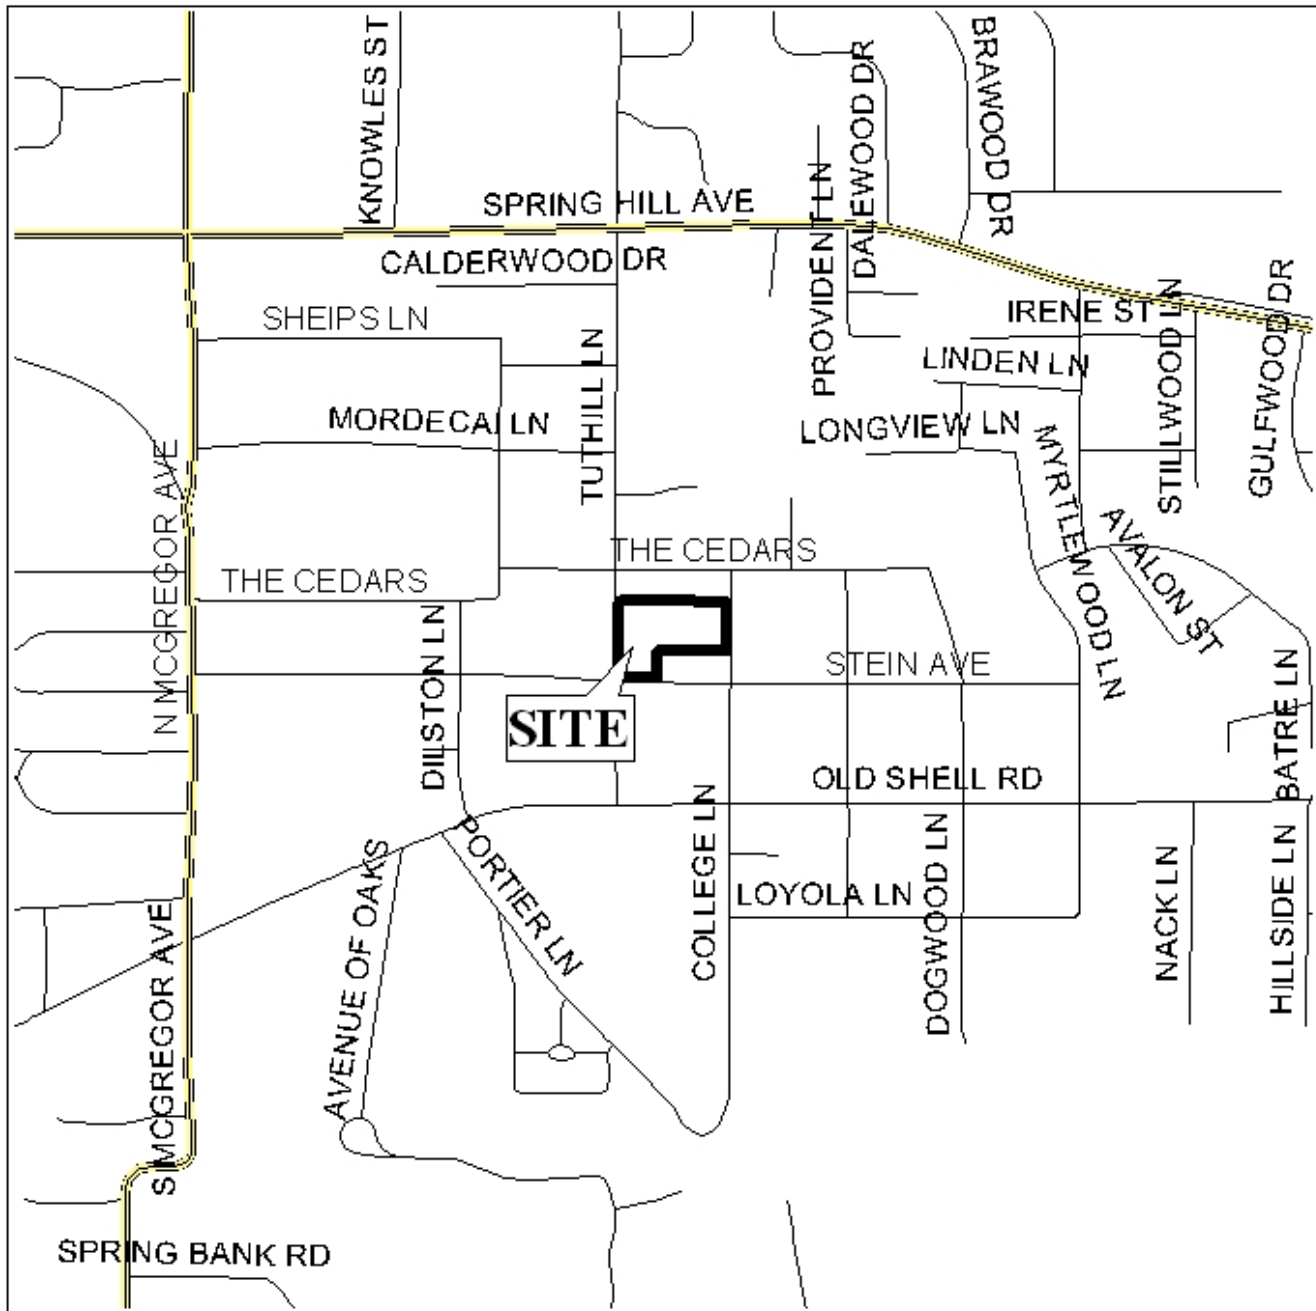 KNOWLES ST
DALEWOOD DR
BRAWOOD DR
SPRING HILL AVE
PROVIDENT LN
CALDERWOOD DR
SHEIPS LN
IRENE ST
STILLWOOD LN
GULFWOOD DR
TUTHILL LN
LINDEN LN
MORDECAI LN
LONGVIEW LN
N MCGREGOR AVE
MYRTLEWOOD LN
AVALON ST
THE CEDARS
THE CEDARS
DILSTON LN
STEIN AVE
BATRE LN
SITE
OLD SHELL RD
COLLEGE LN
PORTIER LN
AVENUE OF OAKS
LOYOLA LN
DOGWOOD LN
NACK LN
HILLSIDE LN
S MCGREGOR AVE
SPRING BANK RD